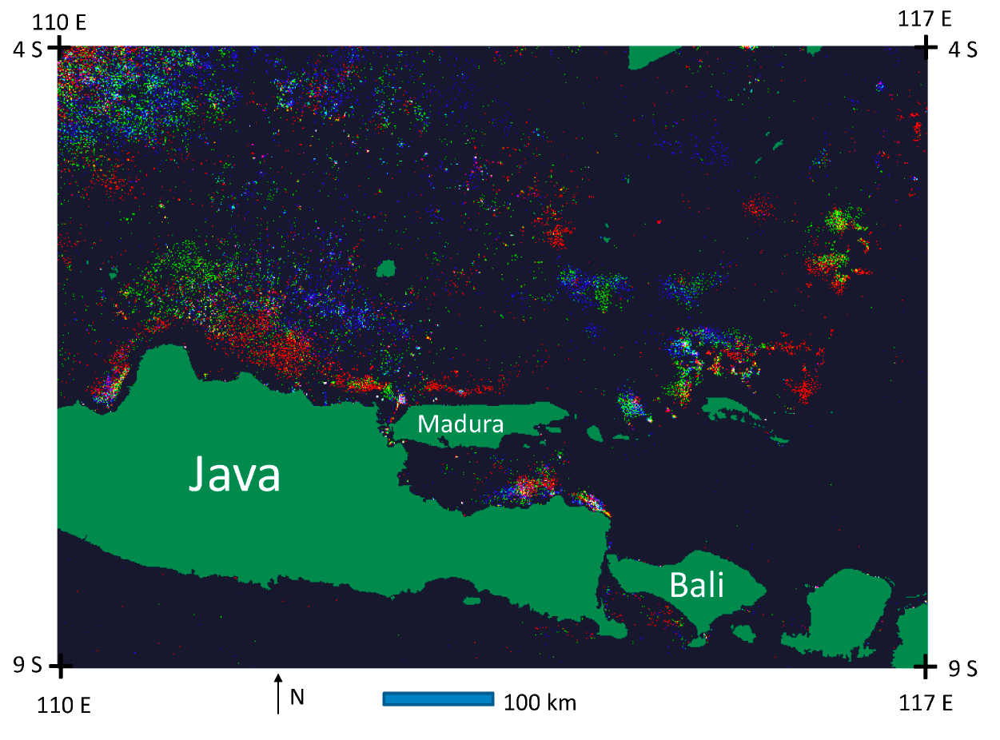 110 E
117 E
4 S
4 S
Madura
Java
Bali
9 S
9 S
110 E
N
100 km
117 E